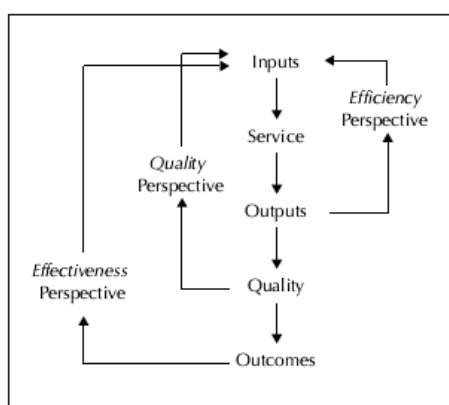 Inputs
Efficiency
Perspective
Service
Quality
Perspective
Outputs
Effectiveness
Perspective
Quality
Outcomes